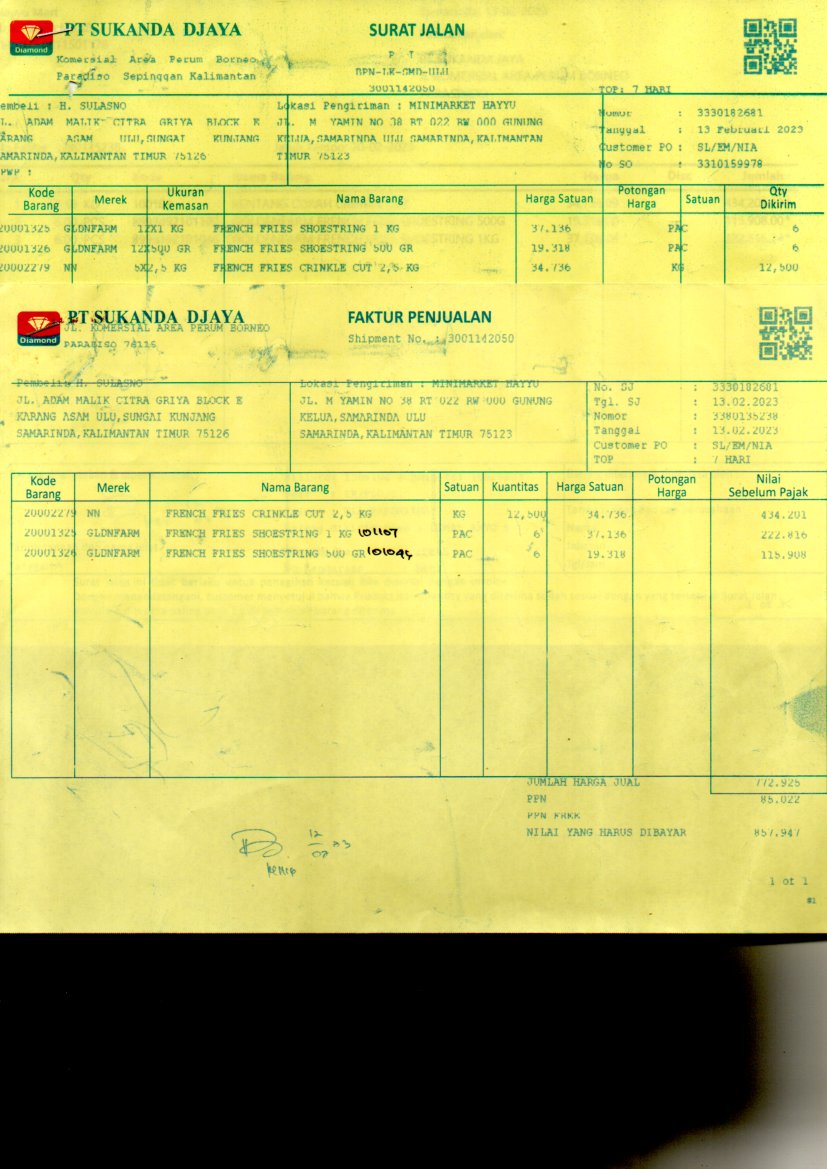 PT SUKANDA DJAYA
SURAT JALAN
Diamond
Komersial Area Perum Borneo
P T
Paradiso Sepinggan Kalimantan
BPN-LK-SMD-ULU
3001142050
TOP: 7 HARI
embeli : H. SULASNO
Lokasi Pengiriman : MINIMARKET HAYYU
Nomor : 3330182681
L. ADAM MALIK CITRA GRIYA BLOCK E
JL. M YAMIN NO 38 RT 022 RW 000 GUNUNG
Tanggal : 13 Februari 2023
ARANG ASAM ULU,SUNGAI KUNJANG
KELUA,SAMARINDA ULU SAMARINDA,KALIMANTAN
Customer PO : SL/EM/NIA
AMARINDA,KALIMANTAN TIMUR 75126
TIMUR 75123
No SO : 3310159978
PWP :
Kode Barang Merek Ukuran Kemasan Nama Barang Harga Satuan Potongan Harga Satuan Qty Dikirim
20001325 GLDNFARM 12X1 KG FRENCH FRIES SHOESTRING 1 KG 37.136 PAC 6
20001326 GLDNFARM 12X500 GR FRENCH FRIES SHOESTRING 500 GR 19.318 PAC 6
20002279 NN 5X2,5 KG FRENCH FRIES CRINKLE CUT 2,5 KG 34.736 KG 12,500
PT SUKANDA DJAYA
FAKTUR PENJUALAN
Diamond
JL. KOMERSIAL AREA PERUM BORNEO
Shipment No. : 3001142050
PARADISO 76116
Pembeli: H. SULASNO
Lokasi Pengiriman : MINIMARKET HAYYU
No. SJ : 3330182681
JL. ADAM MALIK CITRA GRIYA BLOCK E
JL. M YAMIN NO 38 RT 022 RW 000 GUNUNG
Tgl. SJ : 13.02.2023
KARANG ASAM ULU,SUNGAI KUNJANG
KELUA,SAMARINDA ULU
Nomor : 3380135238
SAMARINDA,KALIMANTAN TIMUR 75126
SAMARINDA,KALIMANTAN TIMUR 75123
Tanggal : 13.02.2023
Customer PO : SL/EM/NIA
TOP : 7 HARI
Kode Barang Merek Nama Barang Satuan Kuantitas Harga Satuan Potongan Harga Nilai Sebelum Pajak
20002279 NN FRENCH FRIES CRINKLE CUT 2,5 KG KG 12,500 34.736 434.201
20001325 GLDNFARM FRENCH FRIES SHOESTRING 1 KG 101107 PAC 6 37.136 222.816
20001326 GLDNFARM FRENCH FRIES SHOESTRING 500 GR PAC 6 19.318 115.908
JUMLAH HARGA JUAL 772.925
PPN 85.022
PPN FREE
NILAI YANG HARUS DIBAYAR 857.947
1 of 1
#1